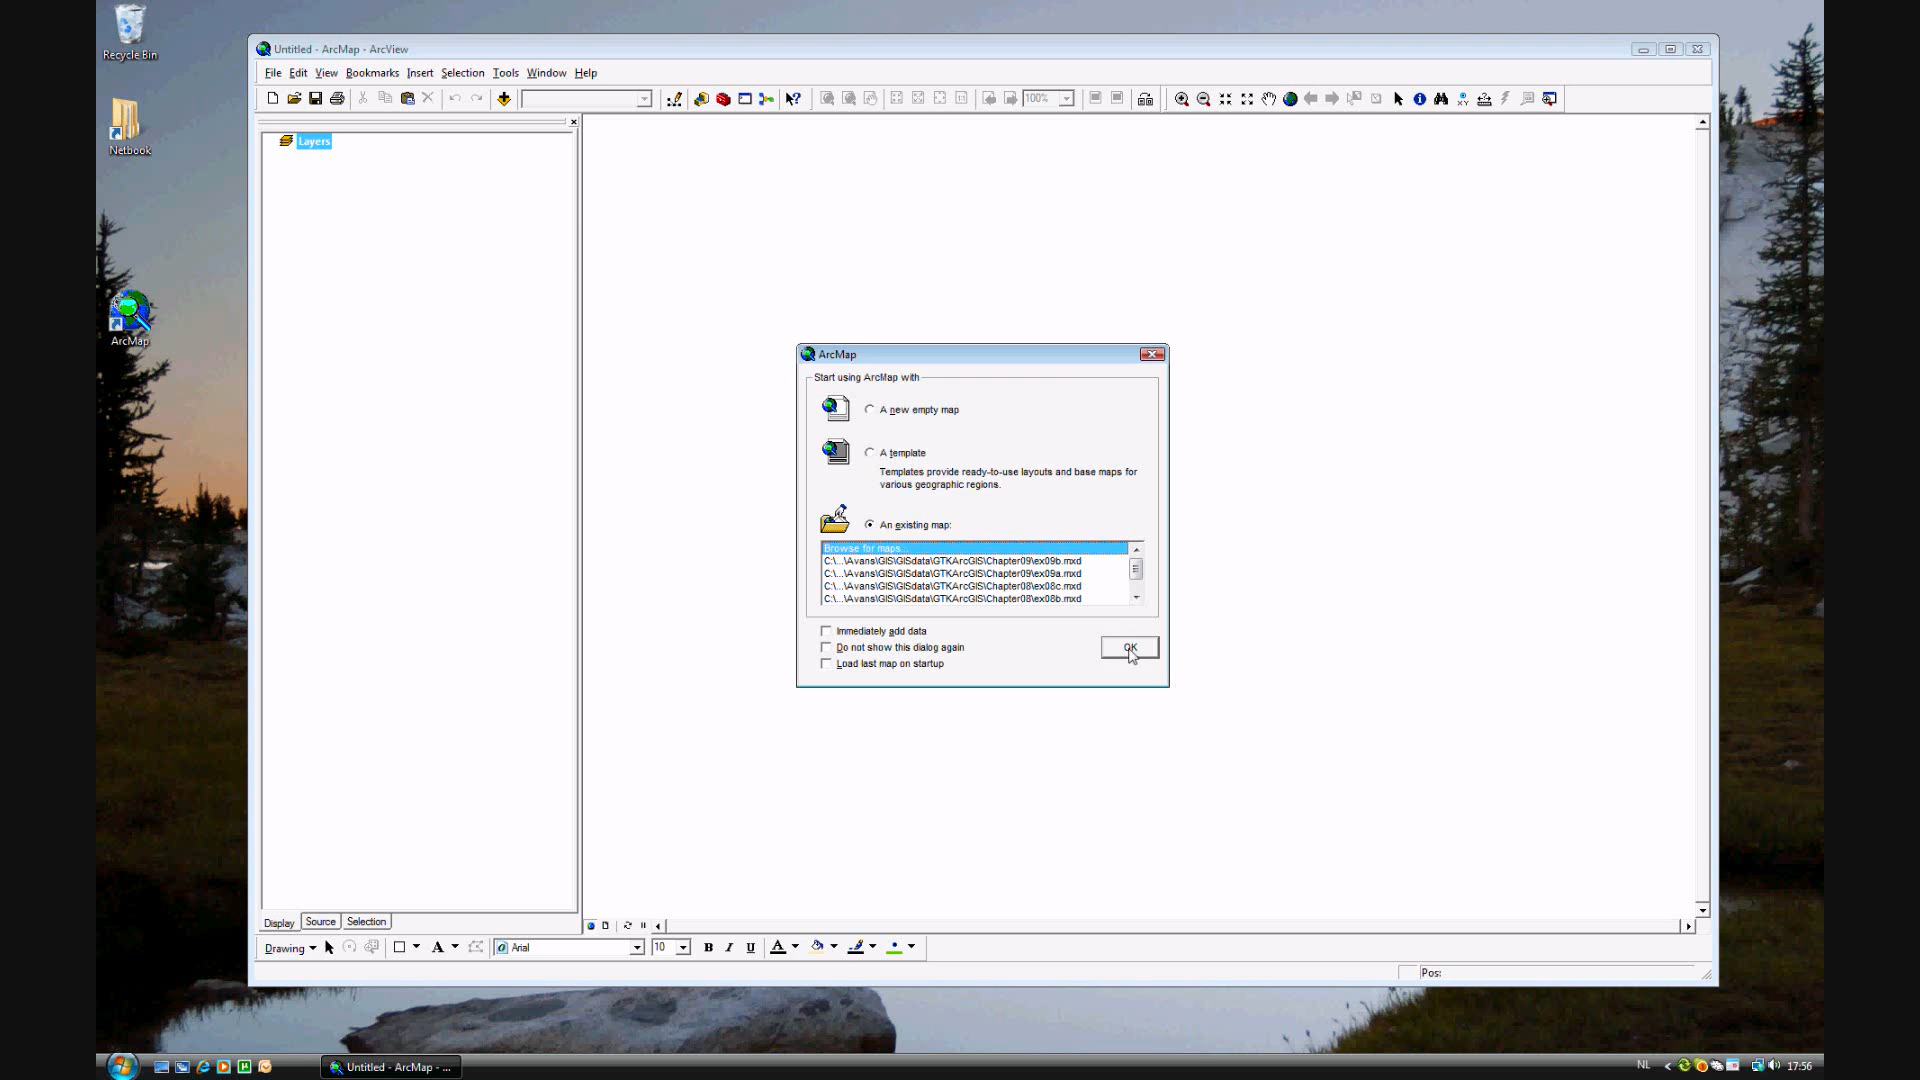 Recycle Bin
Netbook
ArcMap
Untitled - ArcMap - ArcView
File Edit View Bookmarks Insert Selection Tools Window Help
100%
Layers
ArcMap
Start using ArcMap with
A new empty map
A template
Templates provide ready-to-use layouts and base maps for
various geographic regions.
An existing map:
Browse for maps...
C:\...\Avans\GIS\GISdata\GTKArcGIS\Chapter09\ex09b.mxd
C:\...\Avans\GIS\GISdata\GTKArcGIS\Chapter09\ex09a.mxd
C:\...\Avans\GIS\GISdata\GTKArcGIS\Chapter08\ex08c.mxd
C:\...\Avans\GIS\GISdata\GTKArcGIS\Chapter08\ex08b.mxd
Immediately add data
Do not show this dialog again
Load last map on startup
OK
Display Source Selection
Drawing A Arial 10 B I U A
Pos:
Untitled - ArcMap - ...
NL 17:56